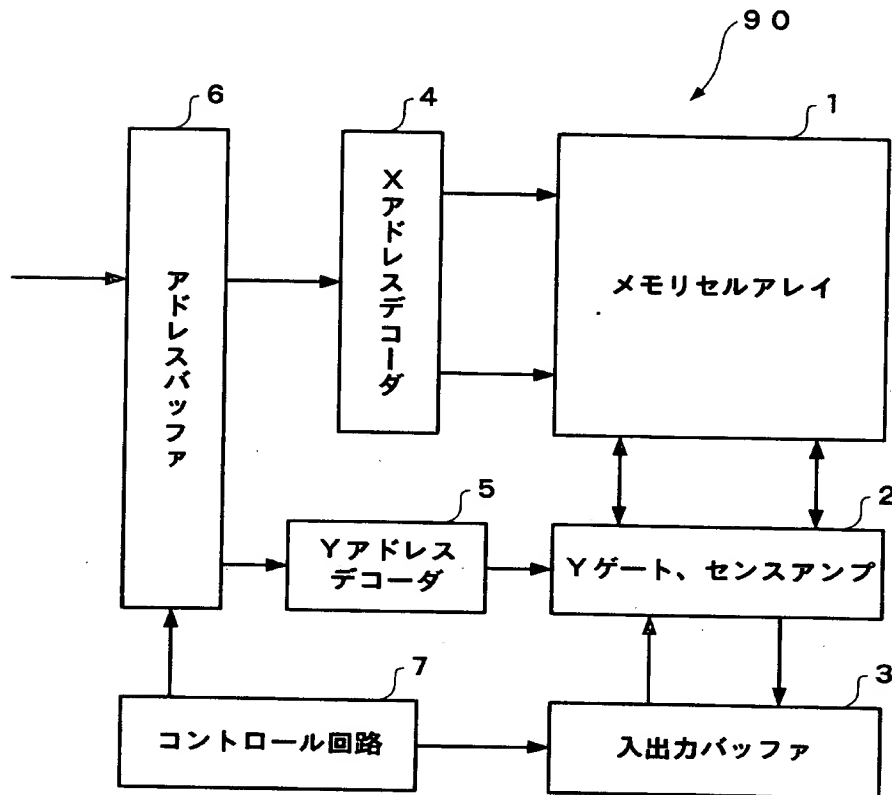 90
6
4
1
アドレスバッファ
Xアドレスデコーダ
メモリセルアレイ
5
2
Yアドレス
デコーダ
Yゲート、センスアンプ
7
3
コントロール回路
入出力バッファ